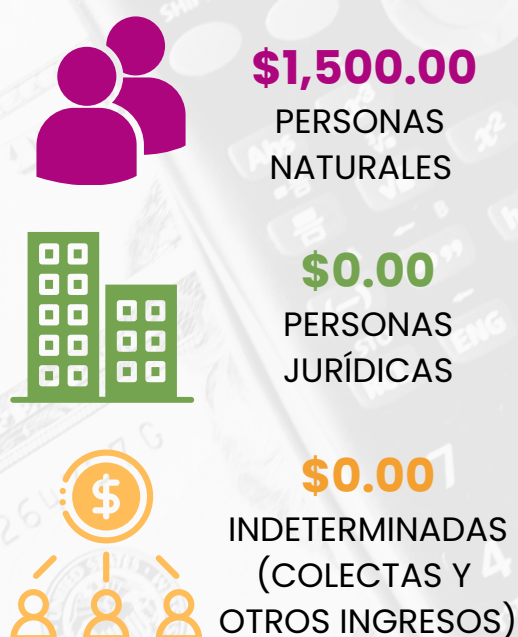 $1,500.00
PERSONAS
NATURALES
$0.00
PERSONAS
JURÍDICAS
$0.00
INDETERMINADAS
(COLECTAS Y
OTROS INGRESOS)